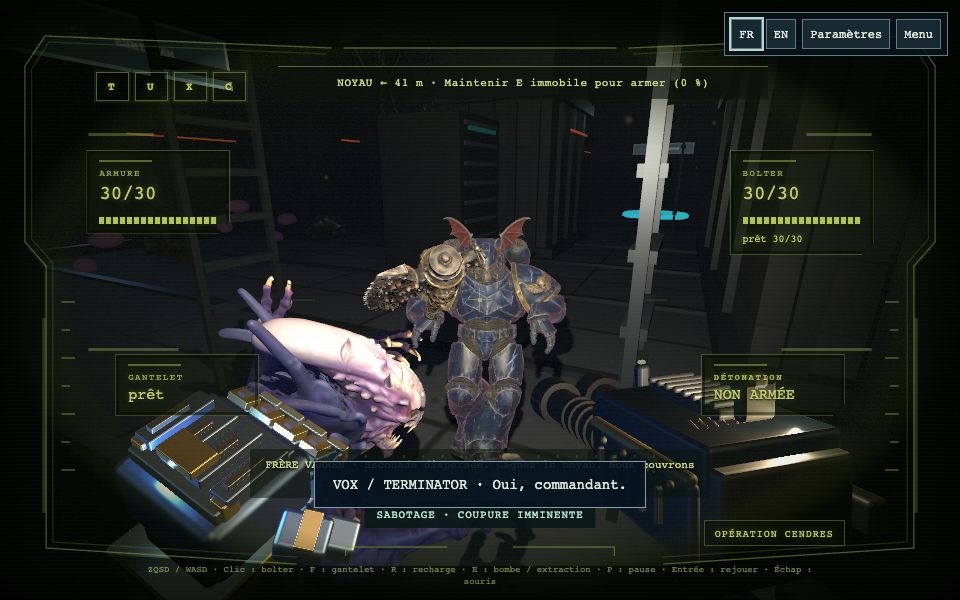 FR EN Paramètres Menu
T U X C
NOYAU ← 41 m · Maintenir E immobile pour armer (0 %)
ARMURE
30/30
BOLTER
30/30
prêt 30/30
GANTELET
prêt
DÉTONATION
NON ARMÉE
FRÈRE Escouade dispersée. Gagnez le noyau. Nous couvrons
VOX / TERMINATOR · Oui, commandant.
SABOTAGE · COUPURE IMMINENTE
OPÉRATION CENDRES
ZQSD / WASD · Clic : bolter · F : gantelet · R : recharge · E : bombe / extraction · P : pause · Entrée : rejouer · Échap :
souris